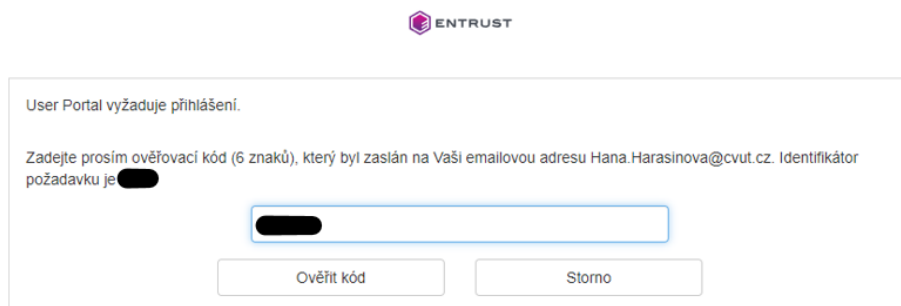 ENTRUST
User Portal vyžaduje přihlášení.
Zadejte prosím ověřovací kód (6 znaků), který byl zaslán na Vaši emailovou adresu Hana.Harasinova@cvut.cz. Identifikátor
požadavku je
Ověřit kód
Storno